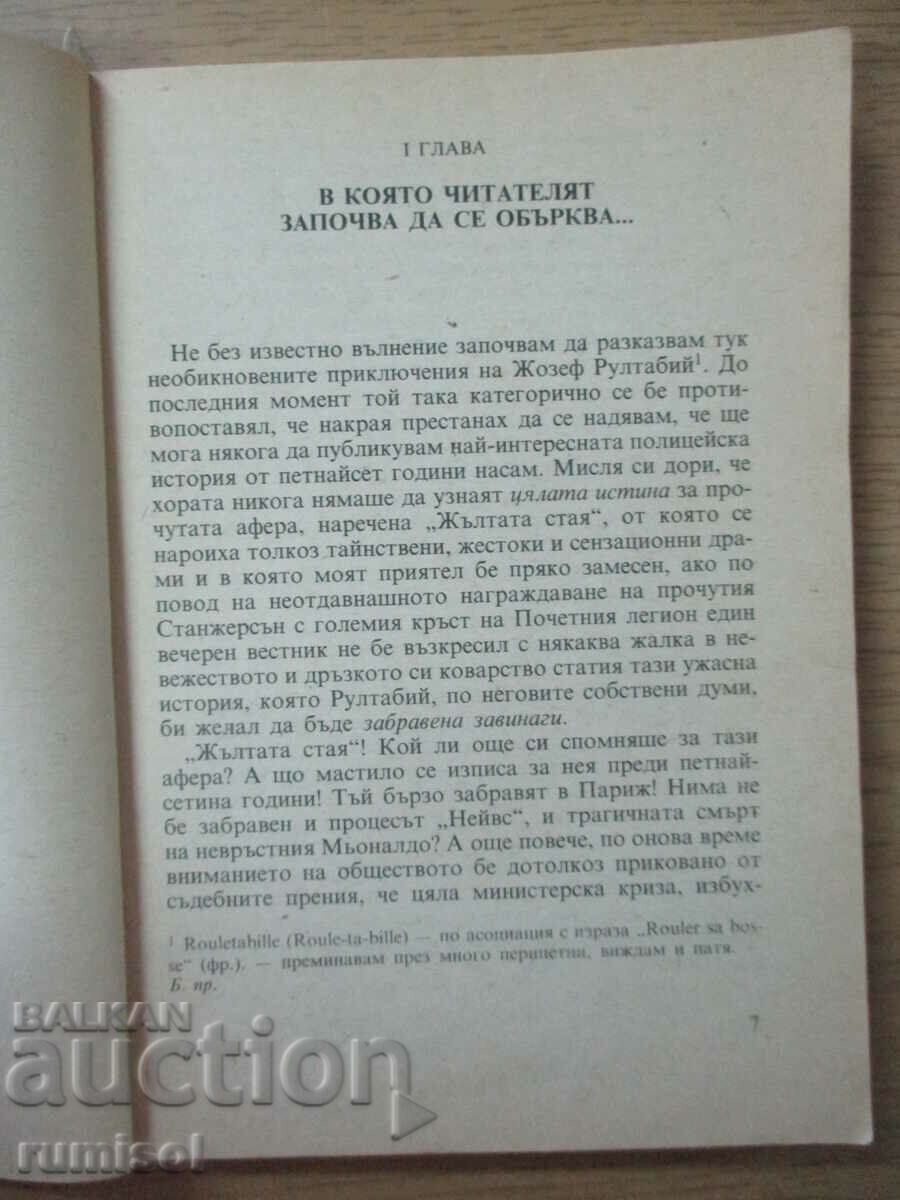 I ГЛАВА
В КОЯТО ЧИТАТЕЛЯТ
ЗАПОЧВА ДА СЕ ОБЪРКВА...
Не без известно вълнение започвам да разказвам тук
необикновените приключения на Жозеф Рултабий¹. До
последния момент той така категорично се бе проти-
вопоставял, че накрая престанах да се надявам, че ще
мога някога да публикувам най-интересната полицейска
история от петнайсет години насам. Мисля си дори, че
хората никога нямаше да узнаят цялата истина за про-
чутата афера, наречена „Жълтата стая“, от която се
нароиха толкоз тайнствени, жестоки и сензационни дра-
ми и в която моят приятел бе пряко замесен, ако по
повод на неотдавнашното награждаване на прочутия
Станжерсън с големия кръст на Почетния легион един
вечерен вестник не бе възкресил с някаква жалка в не-
вежеството и дръзкото си коварство статия тази ужасна
история, която Рултабий, по неговите собствени думи,
би желал да бъде забравена завинаги.
„Жълтата стая“! Кой ли още си спомняше за тази
афера? А що мастило се изписа за нея преди петнай-
сетина години! Тъй бързо забравят в Париж! Нима не
бе забравен и процесът „Нейвс“, и трагичната смърт
на невръстния Мьоналдо? А още повече, по онова време
вниманието на обществото бе дотолкоз приковано от
съдебните прения, че цяла министерска криза, избух-
¹ Rouletabille (Roule-ta-bille) — по асоциация с израза „Rouler sa bos-
se“ (фр.). — преминавам през много перипетии, виждам и патя. —
Б. пр.
7
BALKAN
auction
rumisol